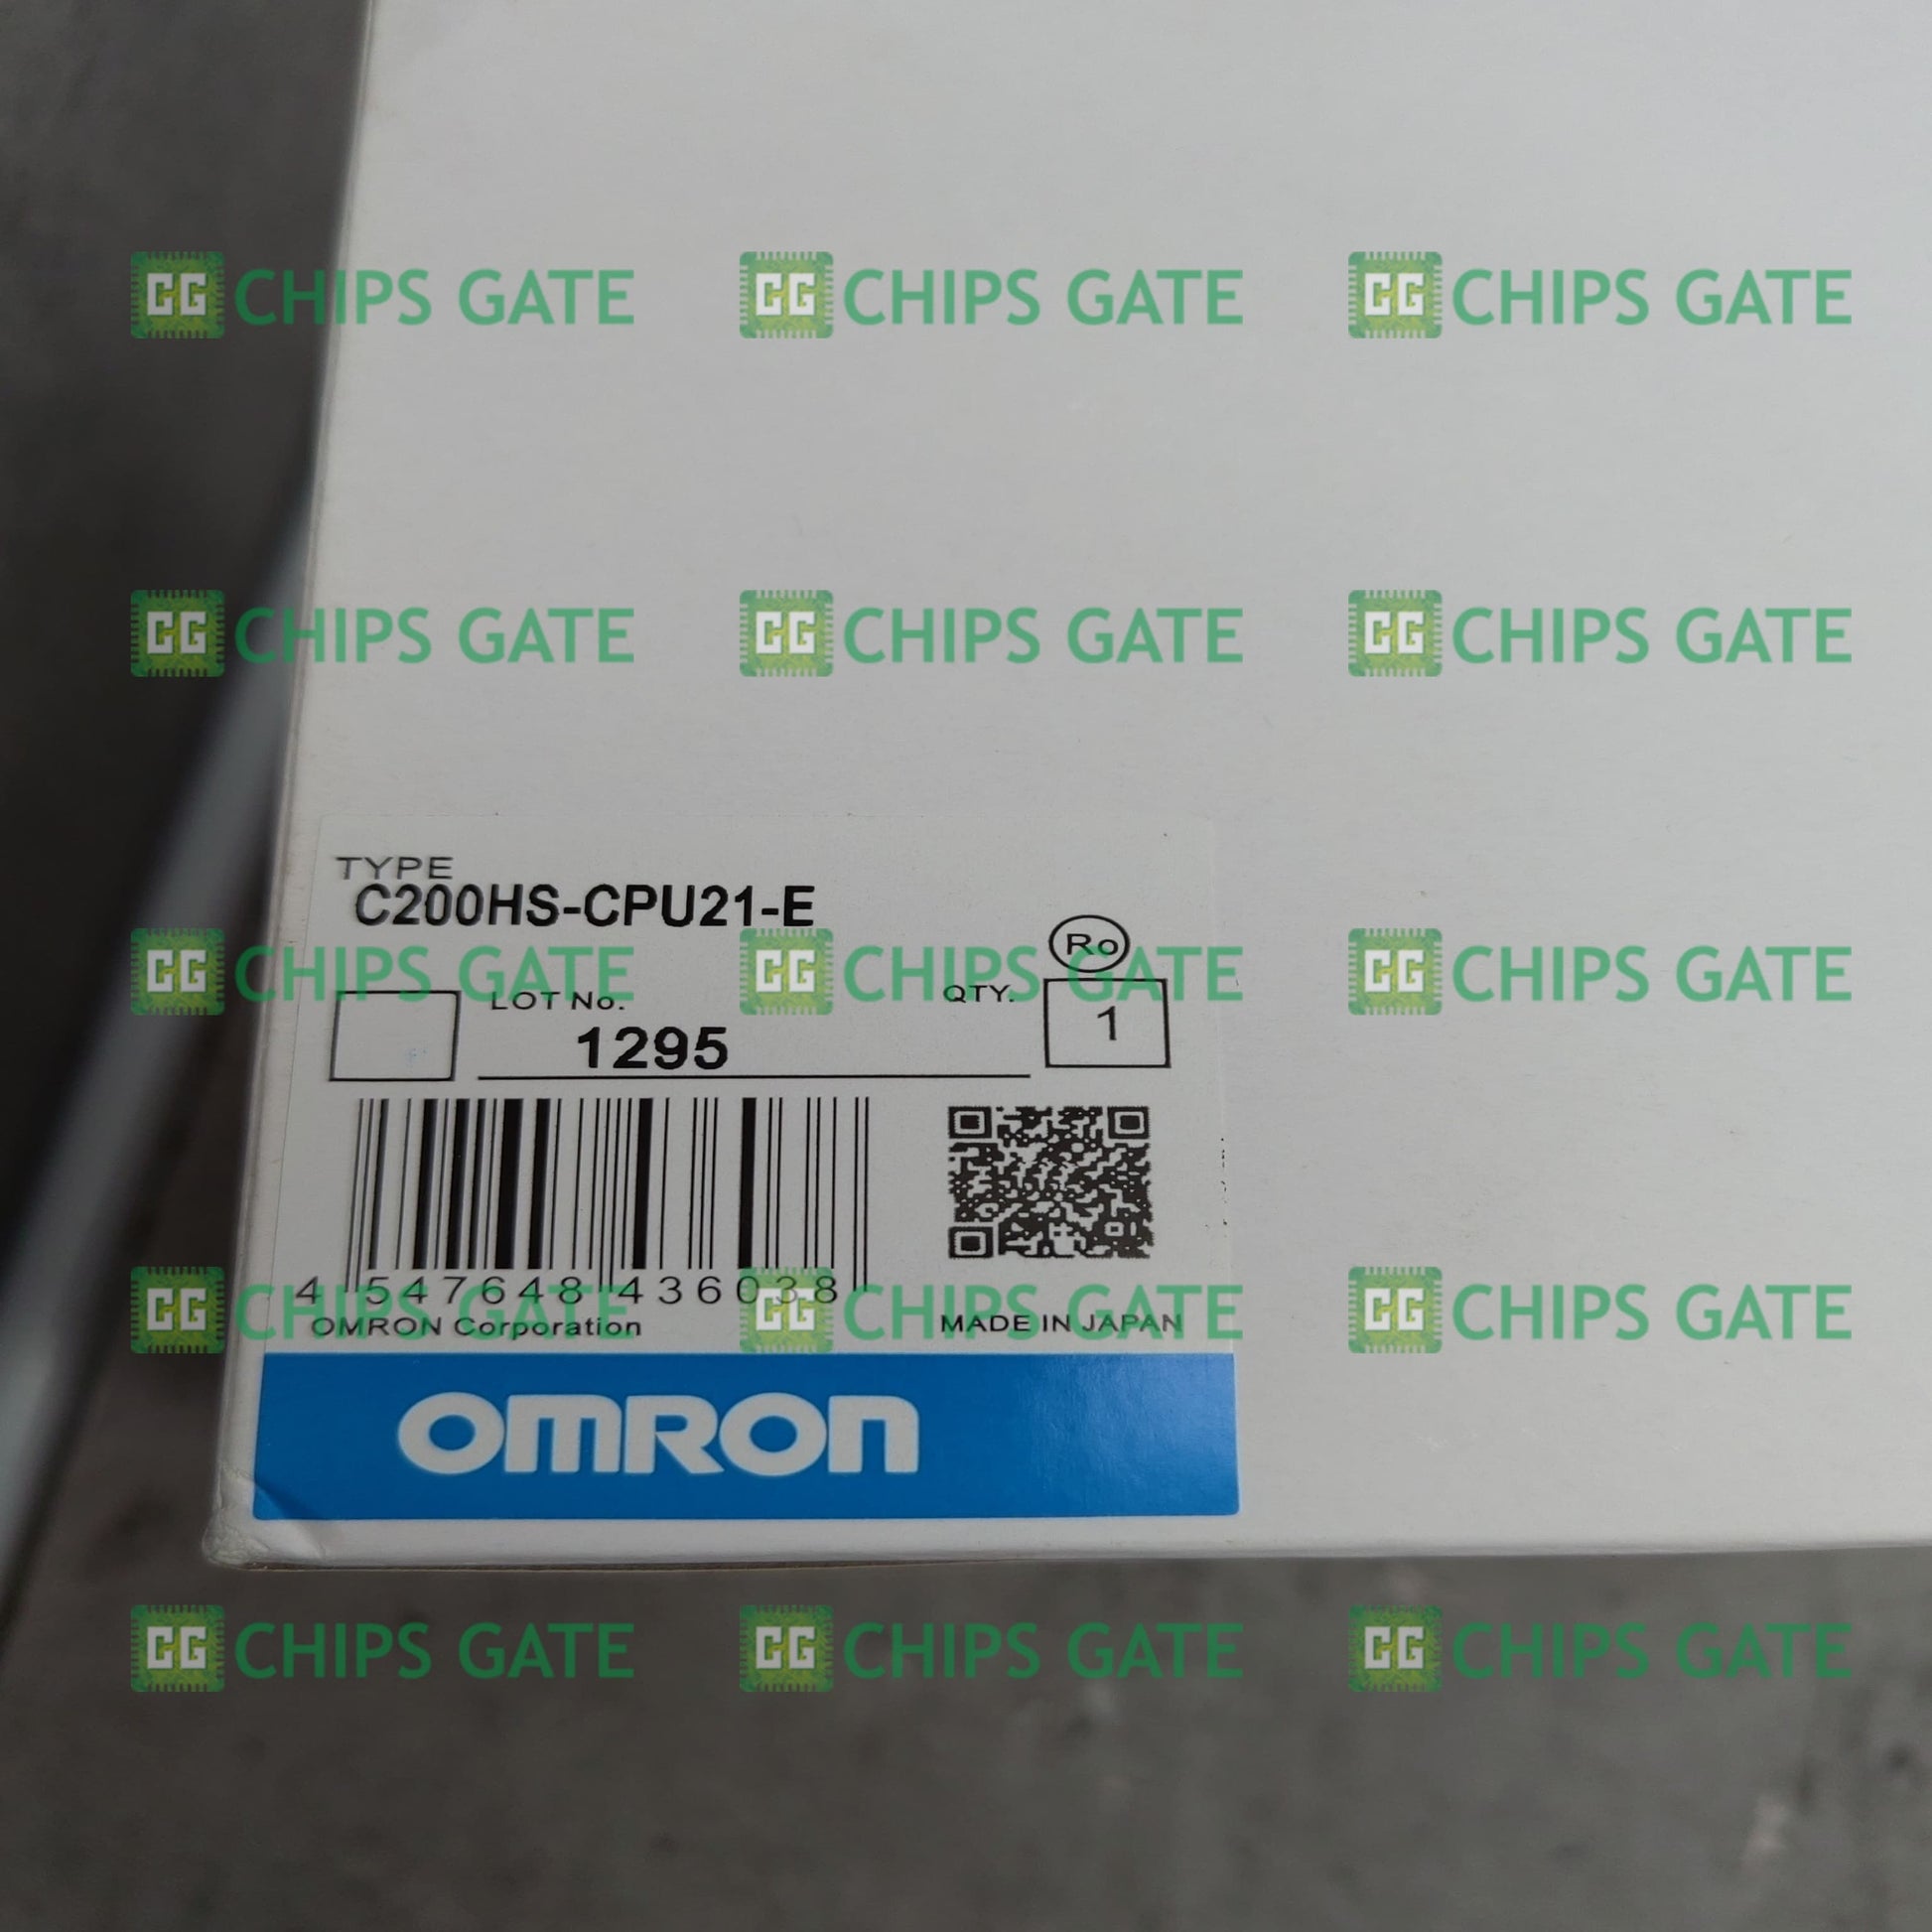 CG CHIPS GATE CG CHIPS GATE CG CHIPS GATE
CG CHIPS GATE CG CHIPS GATE CG CHIPS GATE
TYPE
C200HS-CPU21-E
Ro
CG CHIPS GATE CG CHIPS GATE CG CHIPS GATE
LOT No. QTY.
1295 1
4 547648 436038
CG CHIPS GATE CG CHIPS GATE CG CHIPS GATE
OMRON Corporation MADE IN JAPAN
OMRON
CG CHIPS GATE CG CHIPS GATE CG CHIPS GATE